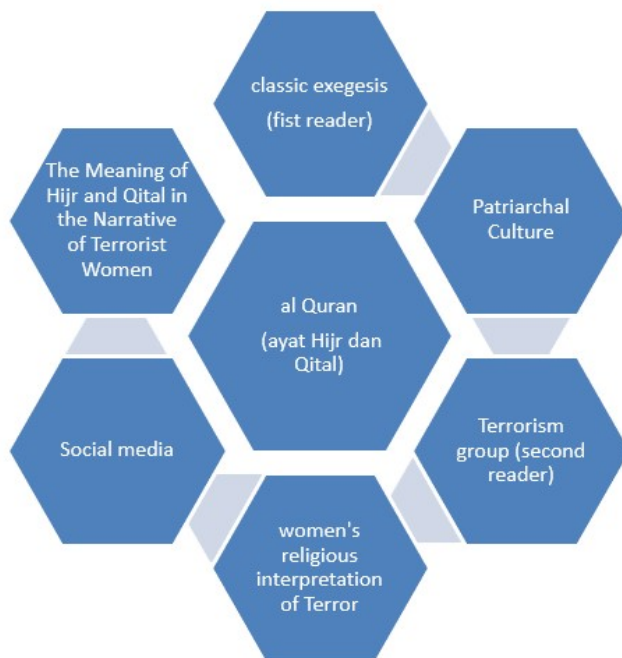 classic exegesis
(fist reader)
Patriarchal
Culture
Terrorism
group (second
reader)
women's
religious
interpretation
of Terror
Social media
The Meaning of
Hijr and Qital in
the Narrative
of Terrorist
Women
al Quran
(ayat Hijr dan
Qital)